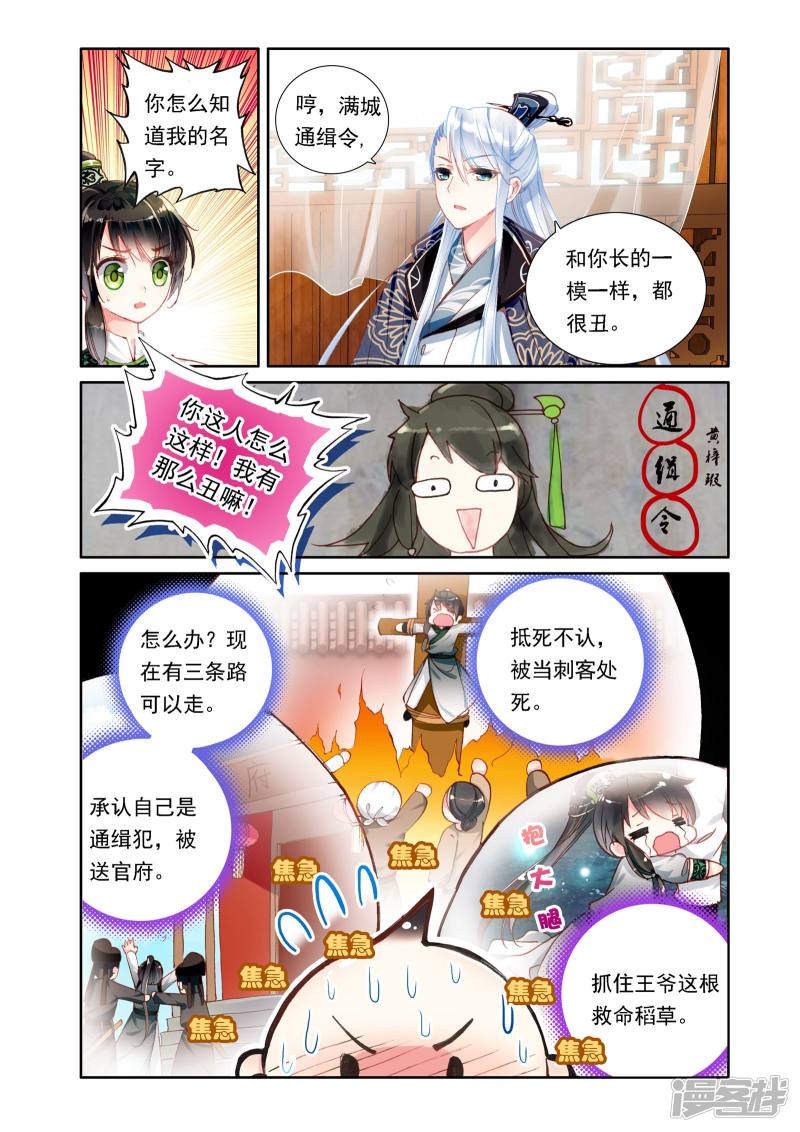 你怎么知
道我的名
字。
哼，满城
通缉令，
和你长的一
模一样，都
很丑。
你这人怎么
这样！我有
那么丑嘛！
通缉令
黄梓瑕
怎么办？现
在有三条路
可以走。
抵死不认，
被当刺客处
死。
承认自己是
通缉犯，被
送官府。
府
抱大腿
抓住王爷这根
救命稻草。
焦急
焦急
焦急
焦急
焦急
焦急
焦急
焦急
漫客栈